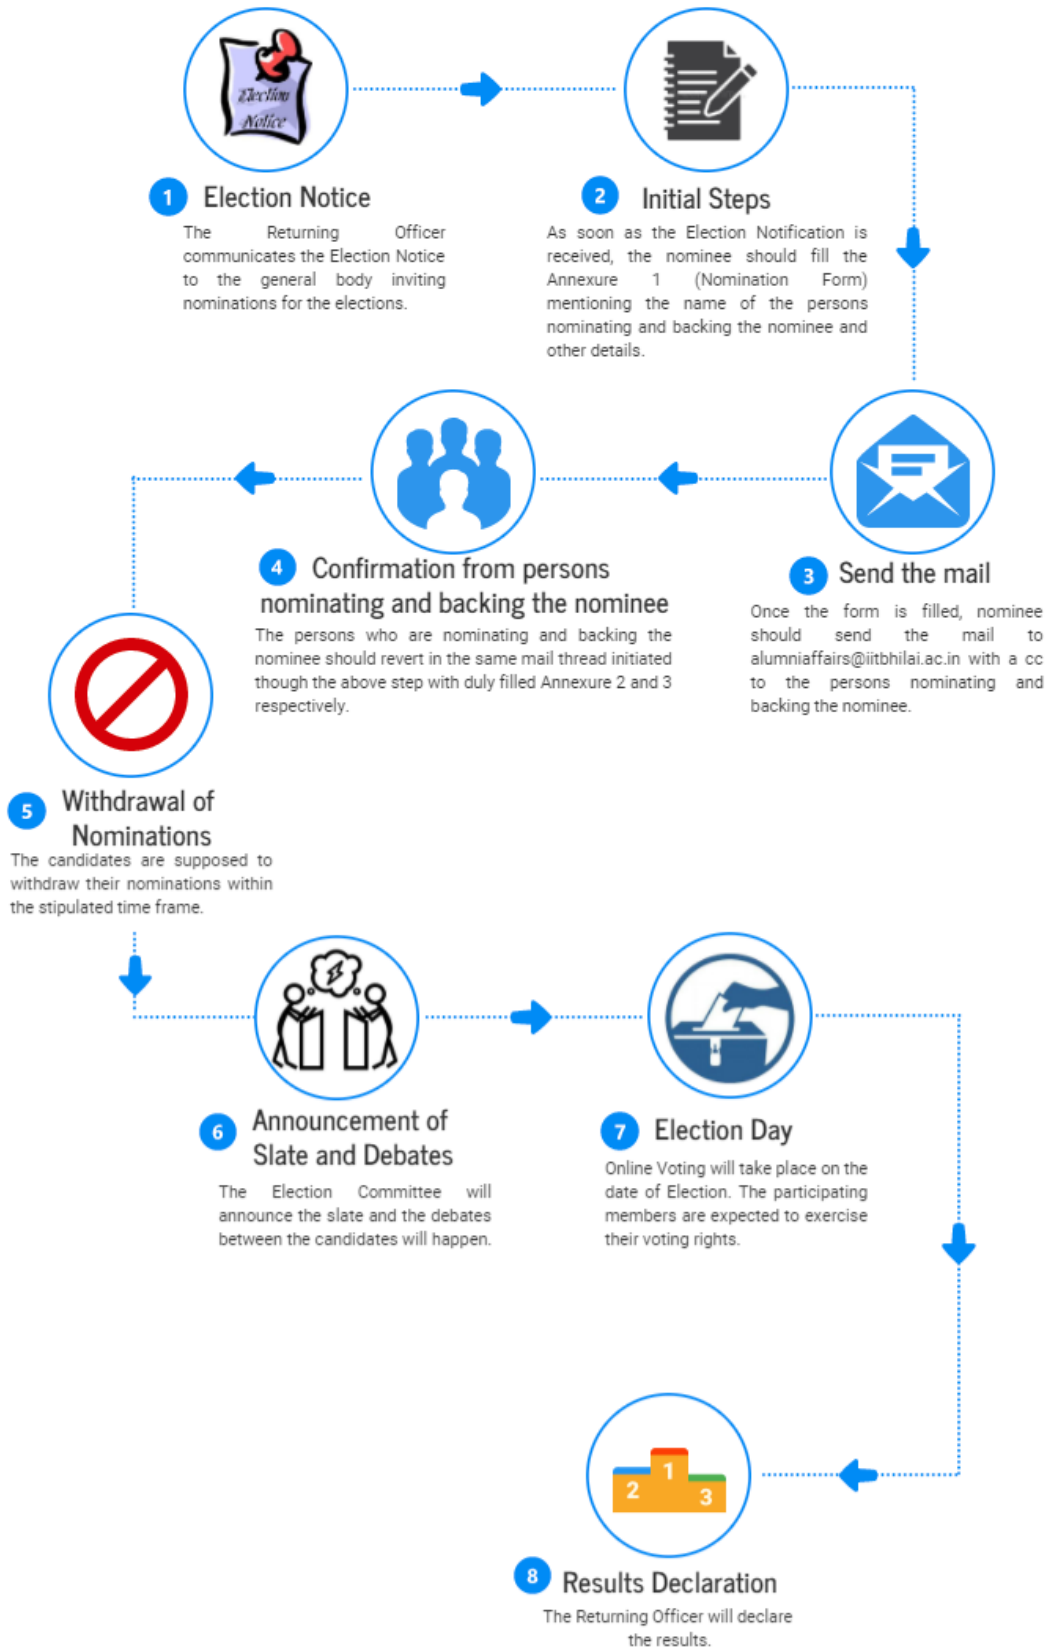 Election
Notice
1 Election Notice
The Returning Officer
communicates the Election Notice
to the general body inviting
nominations for the elections.
2 Initial Steps
As soon as the Election Notification is
received, the nominee should fill the
Annexure 1 (Nomination Form)
mentioning the name of the persons
nominating and backing the nominee and
other details.
3 Send the mail
Once the form is filled, nominee
should send the mail to
alumniaffairs@iitbhilai.ac.in with a cc
to the persons nominating and
backing the nominee.
4 Confirmation from persons
nominating and backing the nominee
The persons who are nominating and backing the
nominee should revert in the same mail thread initiated
though the above step with duly filled Annexure 2 and 3
respectively.
5 Withdrawal of
Nominations
The candidates are supposed to
withdraw their nominations within
the stipulated time frame.
6 Announcement of
Slate and Debates
The Election Committee will
announce the slate and the debates
between the candidates will happen.
7 Election Day
Online Voting will take place on the
date of Election. The participating
members are expected to exercise
their voting rights.
1
2
3
8 Results Declaration
The Returning Officer will declare
the results.